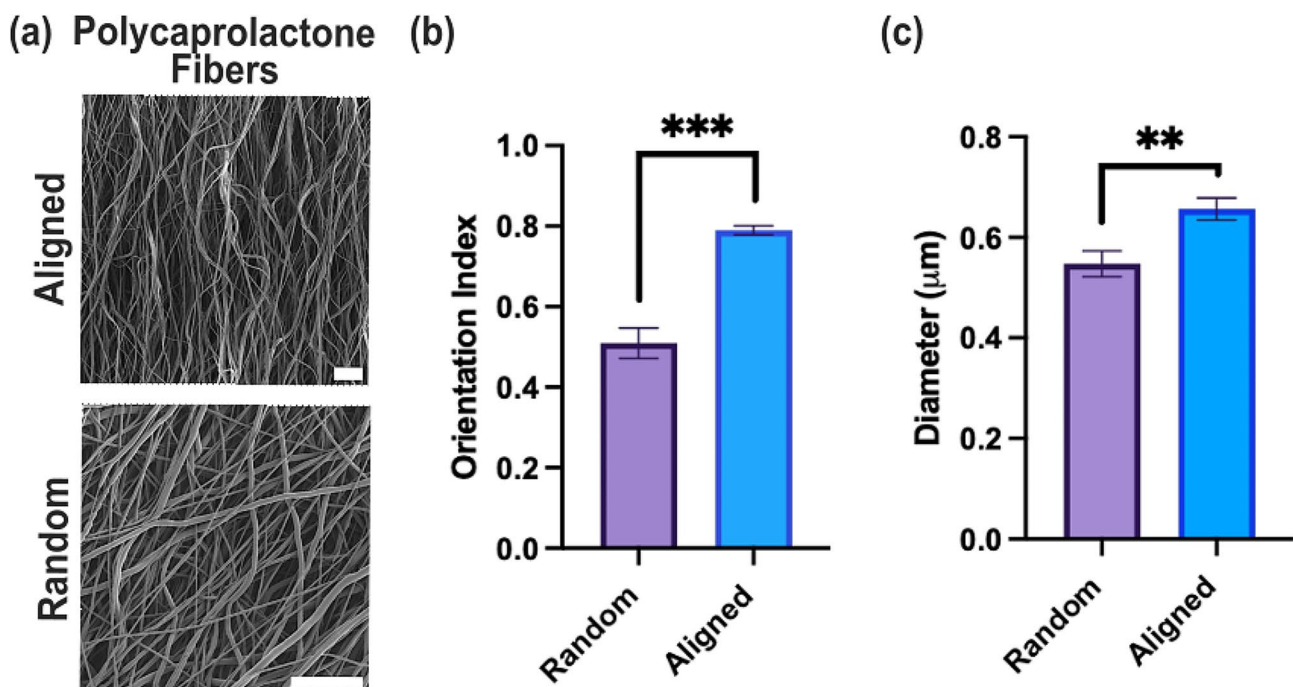 (a) Polycaprolactone
Fibers
Aligned
Random
(b)
***
1.0
0.8
0.6
0.4
0.2
0.0
Orientation Index
Random
Aligned
(c)
**
0.8
0.6
0.4
0.2
0.0
Diameter (μm)
Random
Aligned